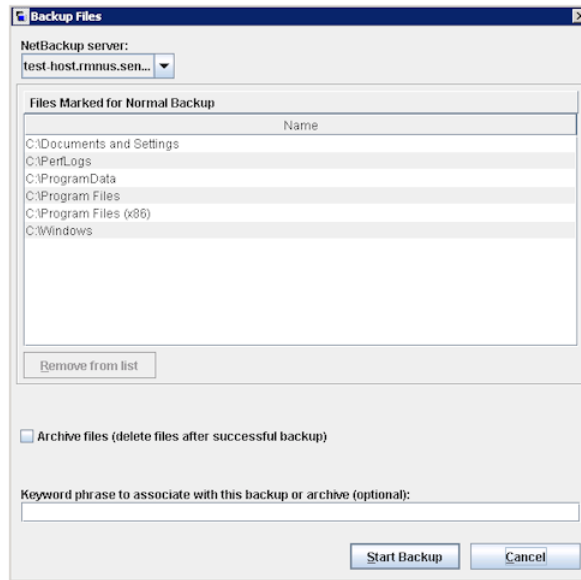 Backup Files
NetBackup server:
test-host.rmnus.sen...
Files Marked for Normal Backup
Name
C:\Documents and Settings
C:\PerfLogs
C:\ProgramData
C:\Program Files
C:\Program Files (x86)
C:\Windows
Remove from list
Archive files (delete files after successful backup)
Keyword phrase to associate with this backup or archive (optional):
Start Backup Cancel